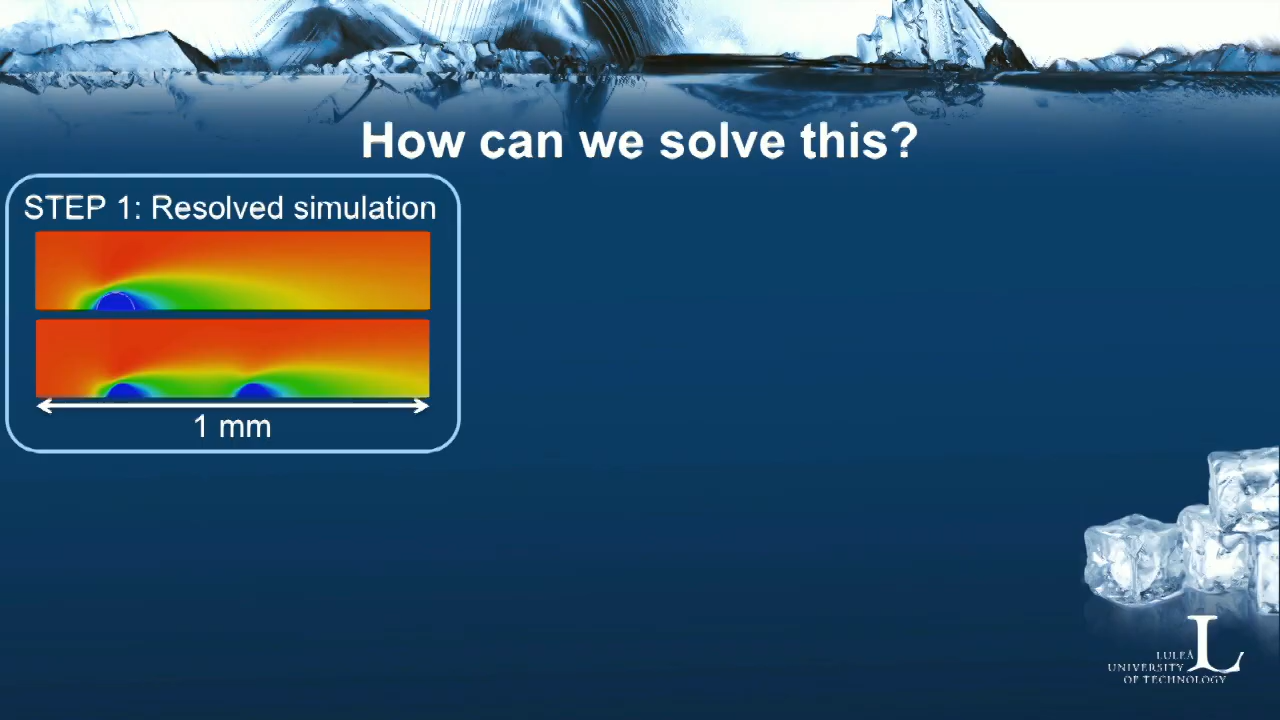 How can we solve this?
STEP 1: Resolved simulation
1 mm
LULEÅ
UNIVERSITY
OF TECHNOLOGY
L